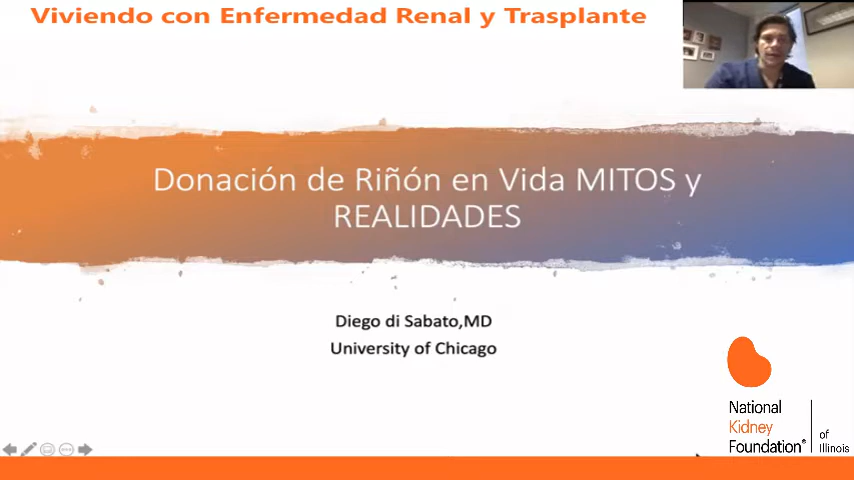 Viviendo con Enfermedad Renal y Trasplante
Donación de Riñón en Vida MITOS y
REALIDADES
Diego di Sabato,MD
University of Chicago
National
Kidney
Foundation®
of
Illinois